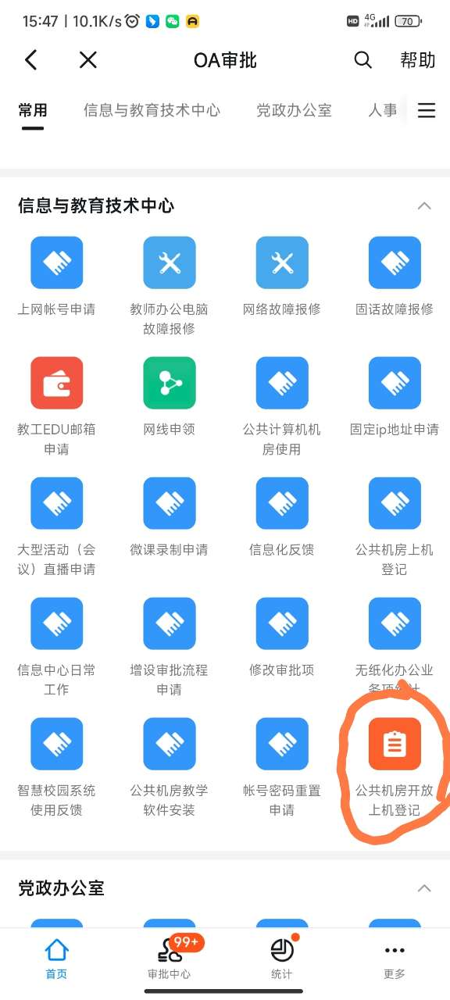 15:47 | 10.1K/s
HD 4G 70
OA审批
帮助
常用 信息与教育技术中心 党政办公室 人事
信息与教育技术中心
上网帐号申请
教师办公电脑
故障报修
网络故障报修
固话故障报修
教工EDU邮箱
申请
网线申领
公共计算机机
房使用
固定ip地址申请
大型活动（会
议）直播申请
微课录制申请
信息化反馈
公共机房上机
登记
信息中心日常
工作
增设审批流程
申请
修改审批项
无纸化办公业
务项统计
智慧校园系统
使用反馈
公共机房教学
软件安装
帐号密码重置
申请
公共机房开放
上机登记
党政办公室
99+
首页
审批中心
统计
更多